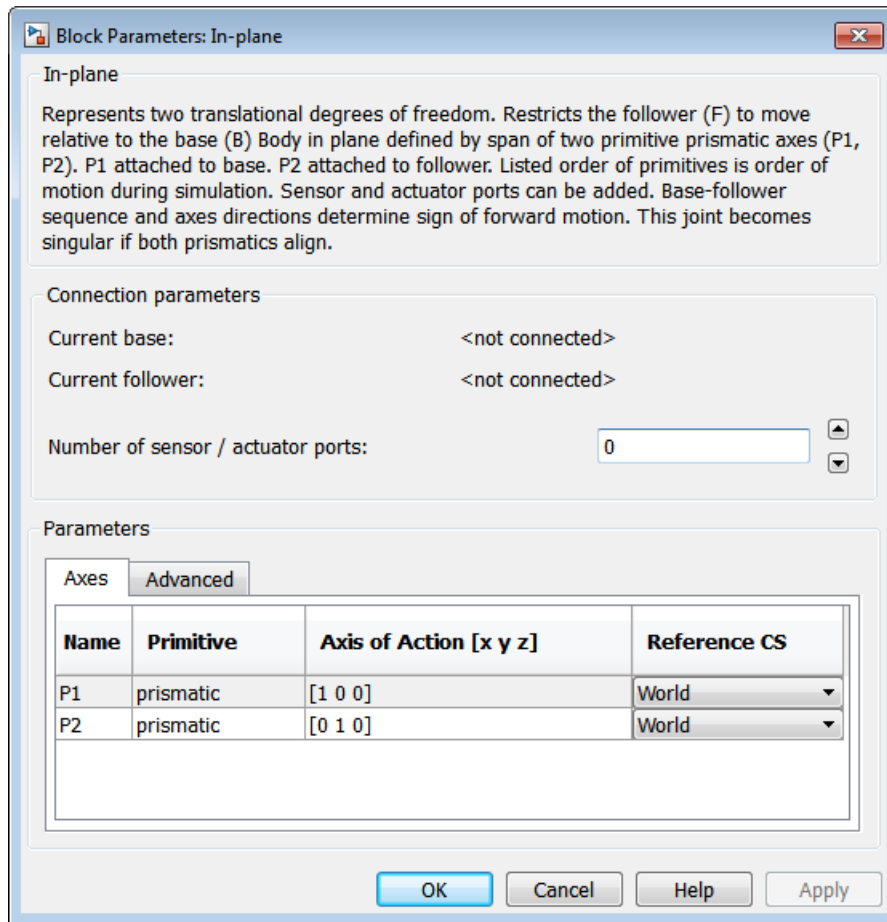 Block Parameters: In-plane
In-plane
Represents two translational degrees of freedom. Restricts the follower (F) to move
relative to the base (B) Body in plane defined by span of two primitive prismatic axes (P1,
P2). P1 attached to base. P2 attached to follower. Listed order of primitives is order of
motion during simulation. Sensor and actuator ports can be added. Base-follower
sequence and axes directions determine sign of forward motion. This joint becomes
singular if both prismatics align.
Connection parameters
Current base: <not connected>
Current follower: <not connected>
Number of sensor / actuator ports: 0
Parameters
Axes Advanced
Name Primitive Axis of Action [x y z] Reference CS
P1 prismatic [1 0 0] World
P2 prismatic [0 1 0] World
OK Cancel Help Apply